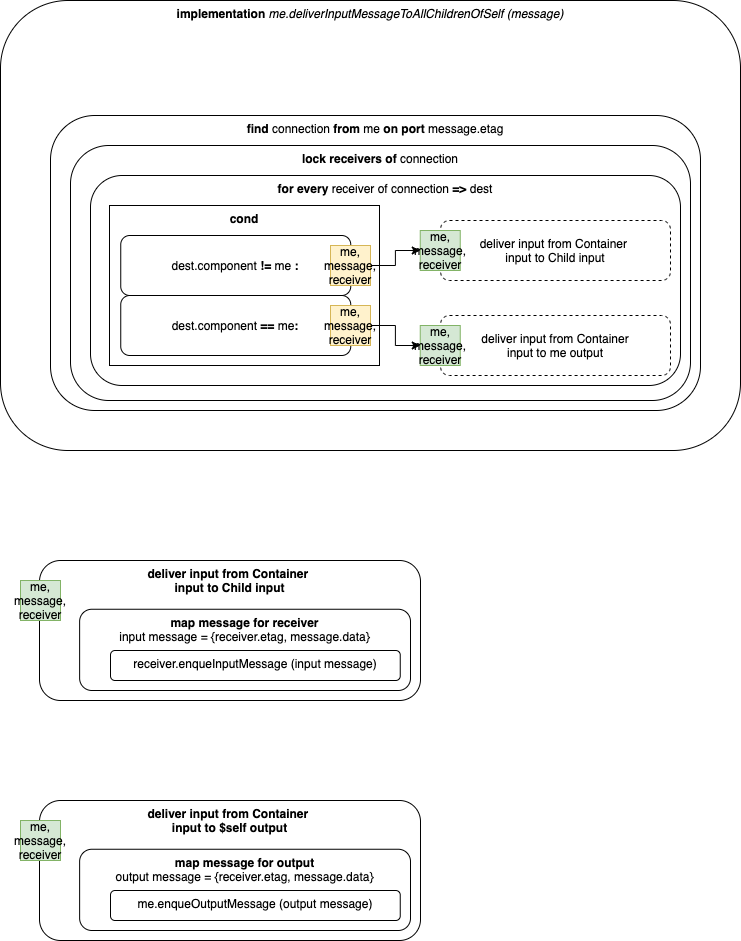 implementation me.deliverInputMessageToAllChildrenOfSelf (message)
find connection from me on port message.etag
lock receivers of connection
for every receiver of connection => dest
cond
dest.component != me :
me,
message,
receiver
me,
message,
receiver
deliver input from Container
input to Child input
dest.component == me:
me,
message,
receiver
me,
message,
receiver
deliver input from Container
input to me output
deliver input from Container
input to Child input
me,
message,
receiver
map message for receiver
input message = {receiver.etag, message.data}
receiver.enqueInputMessage (input message)
deliver input from Container
input to $self output
me,
message,
receiver
map message for output
output message = {receiver.etag, message.data}
me.enqueOutputMessage (output message)